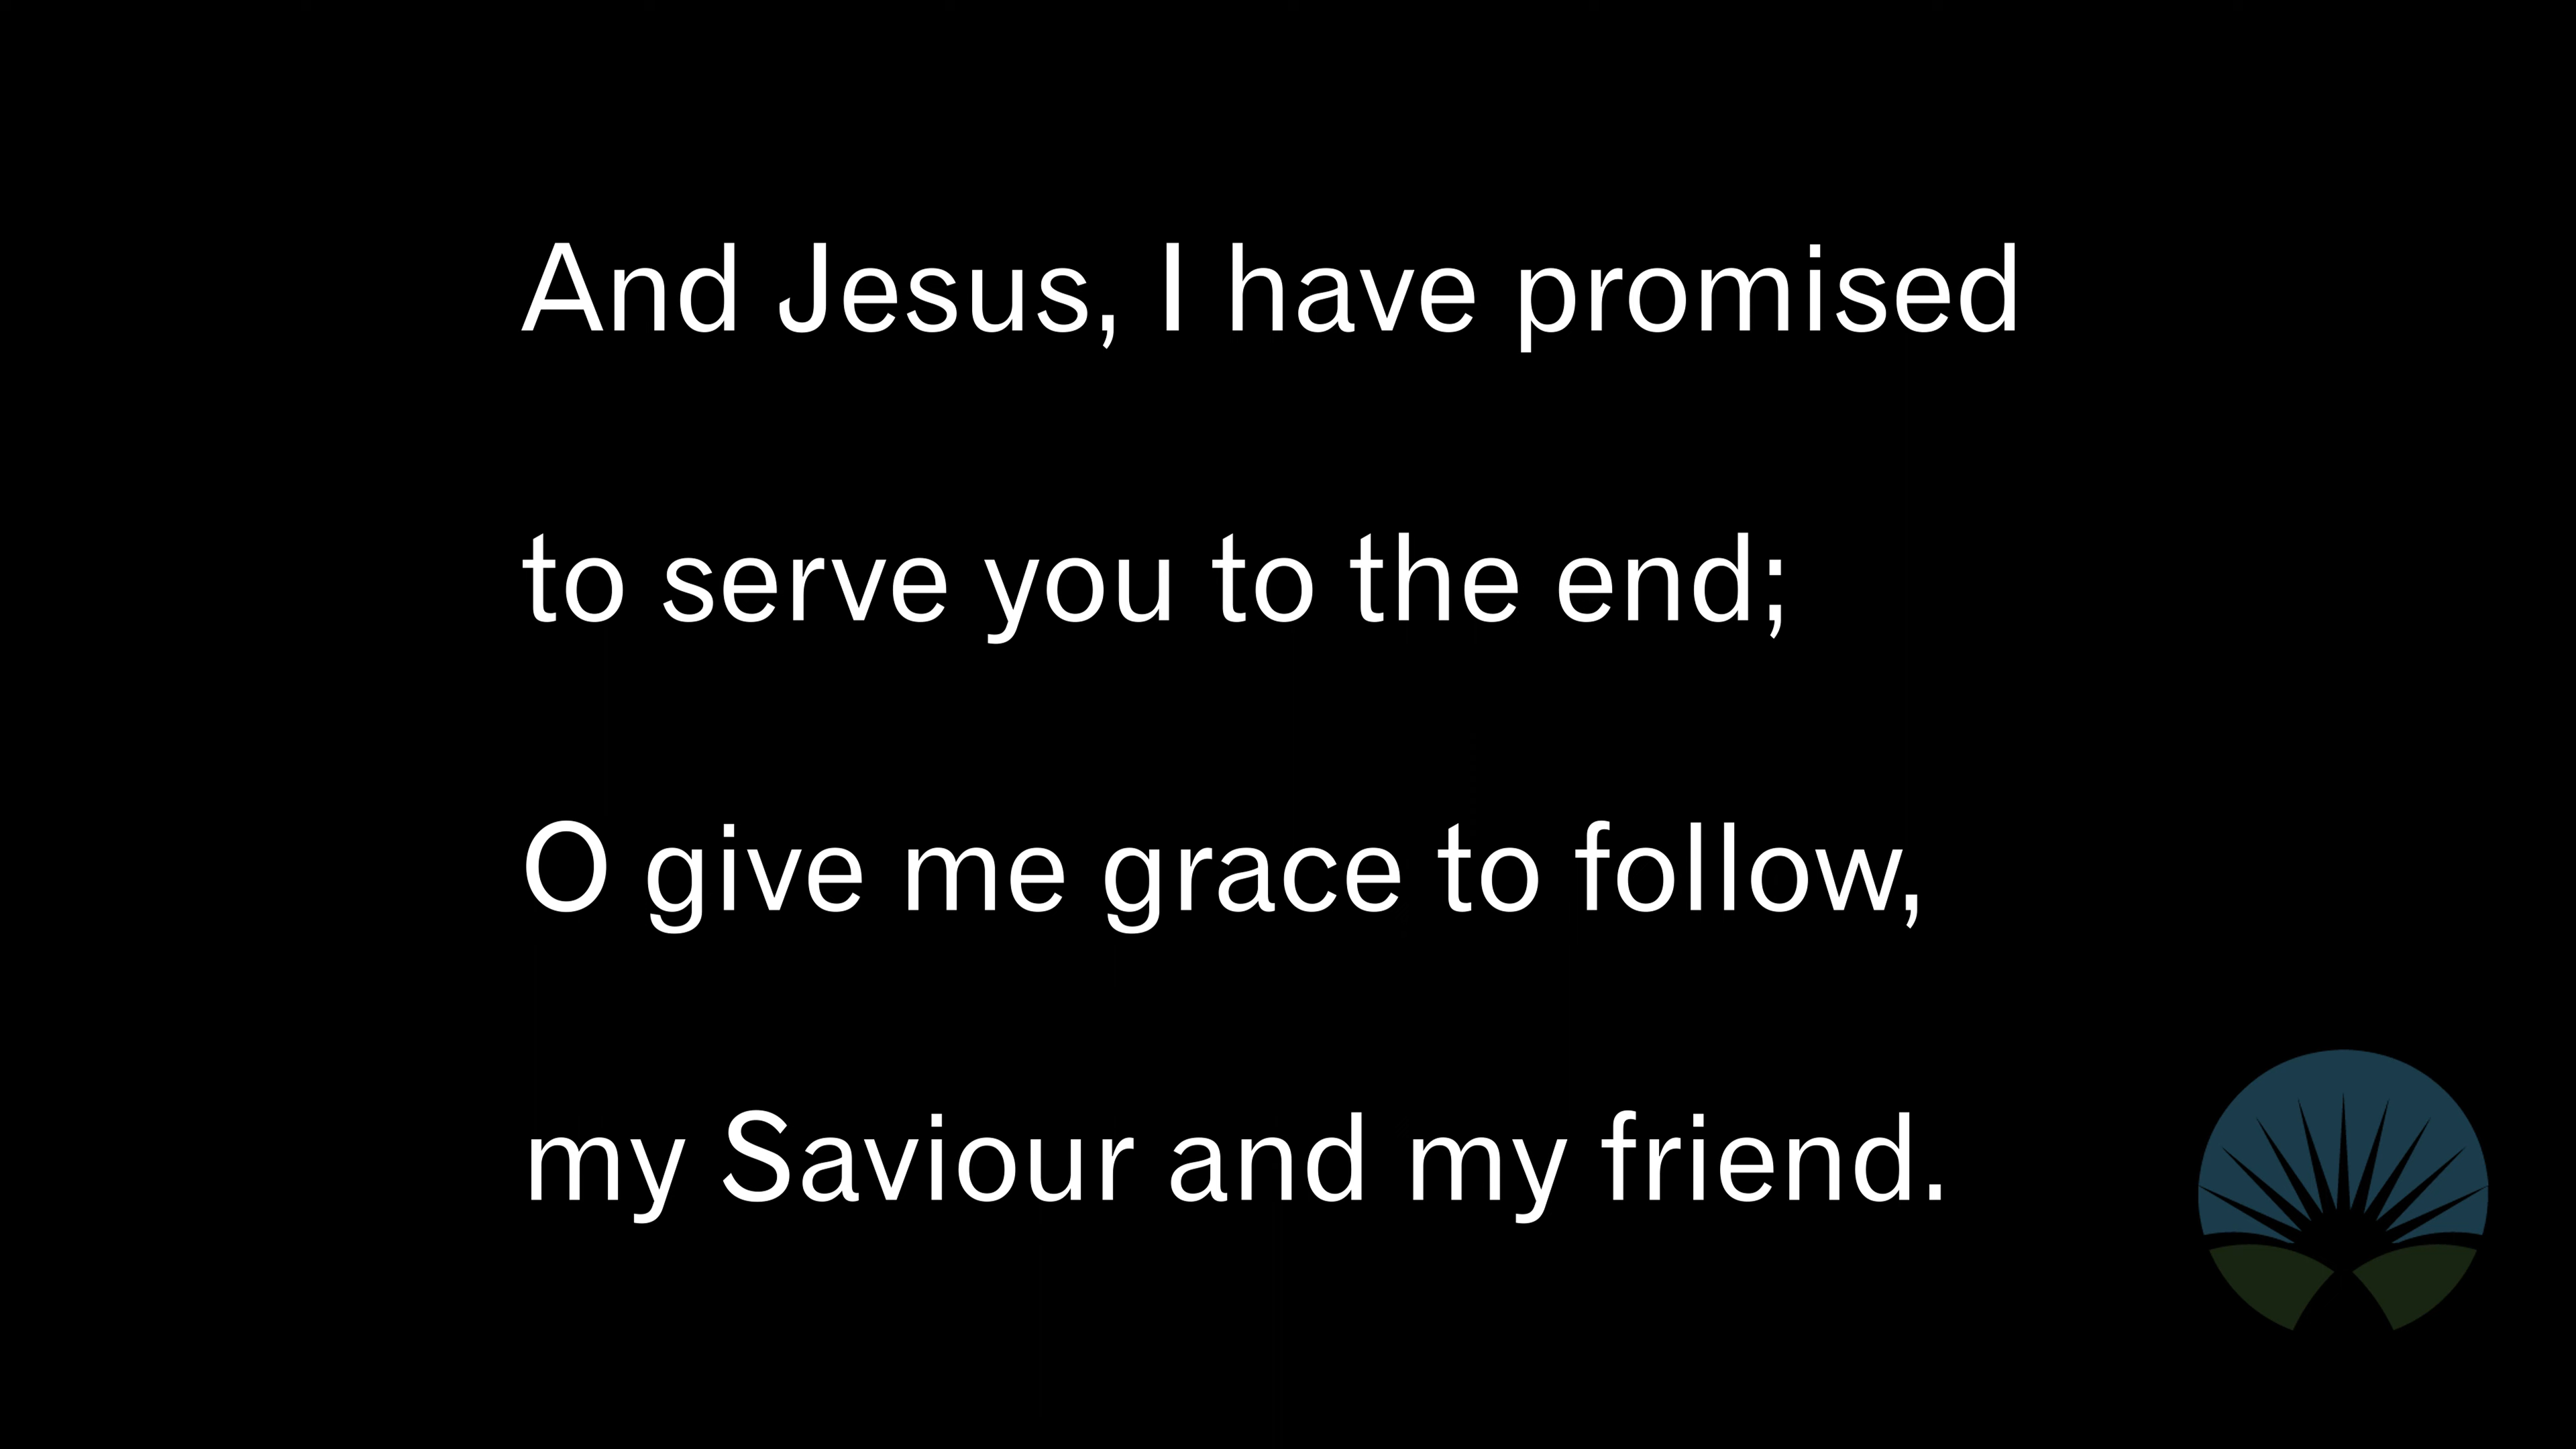 And Jesus, I have promised
to serve you to the end;
O give me grace to follow,
my Saviour and my friend.